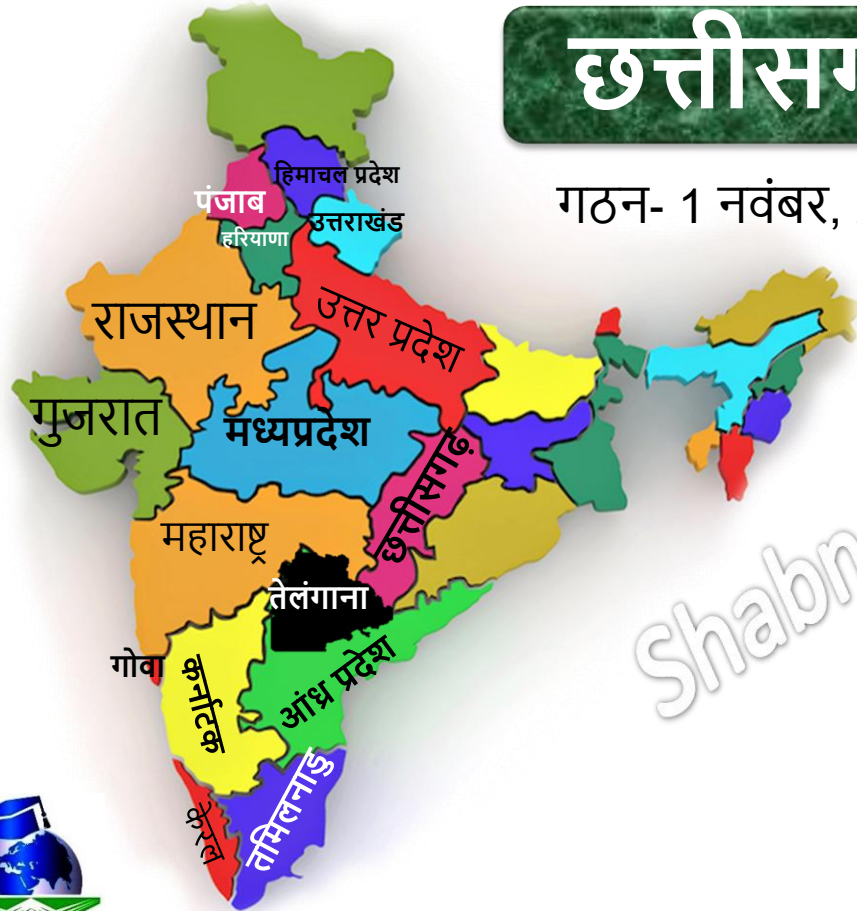 छत्तीसग
गठन- 1 नवंबर,
हिमाचल प्रदेश
पंजाब
उत्तराखंड
हरियाणा
राजस्थान
उत्तर प्रदेश
गुजरात
मध्यप्रदेश
छत्तीसगढ़
महाराष्ट्र
तेलंगाना
गोवा
कर्नाटक
आंध्र प्रदेश
तमिलनाडु
केरल
Shabn